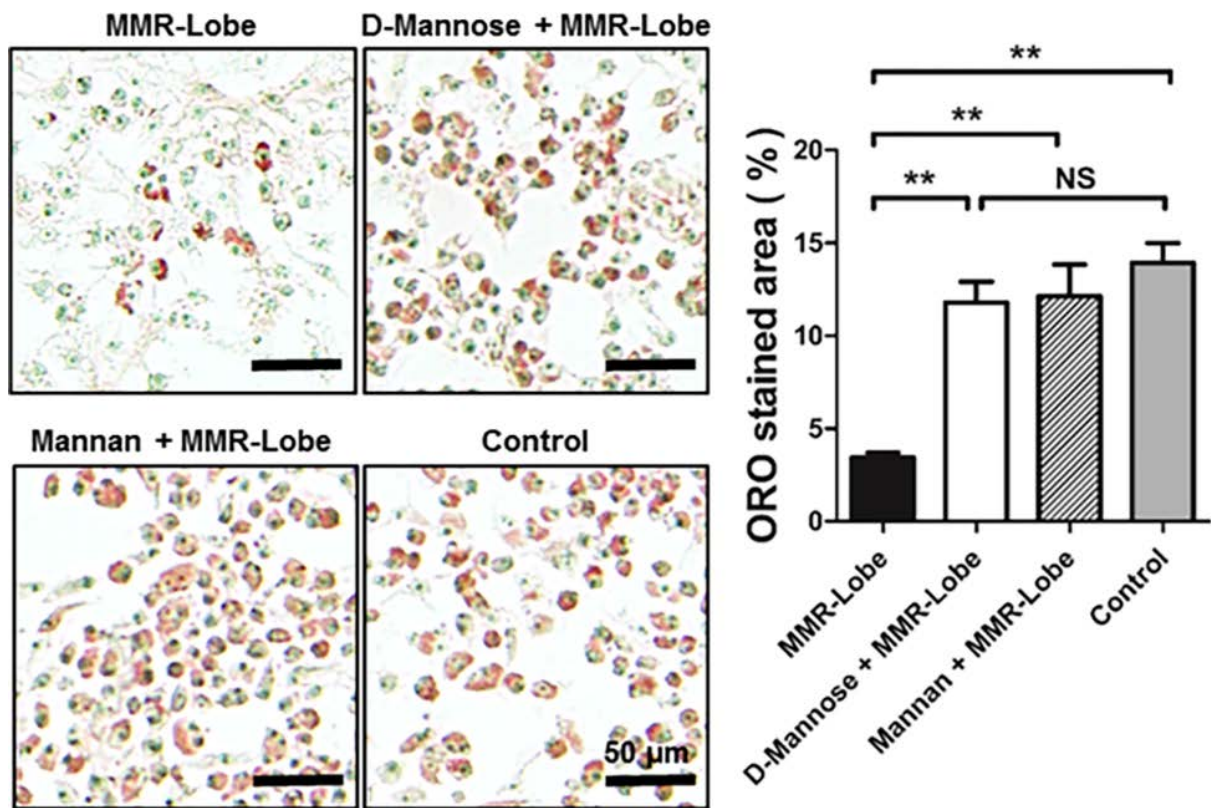 MMR-Lobe
D-Mannose + MMR-Lobe
Mannan + MMR-Lobe
Control
50 µm
**
**
**
NS
ORO stained area ( %)
20
15
10
5
0
MMR-Lobe
D-Mannose + MMR-Lobe
Mannan + MMR-Lobe
Control